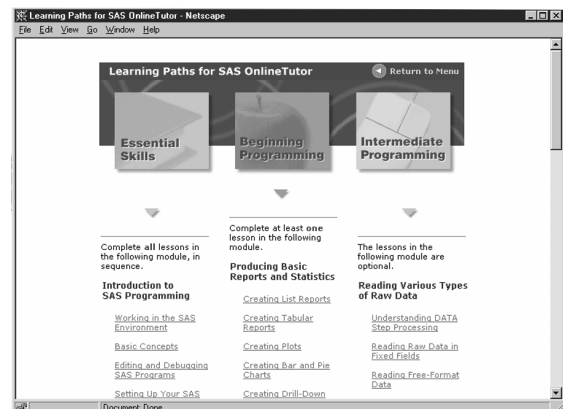 Learning Paths for SAS OnlineTutor - Netscape
File Edit View Go Window Help
Learning Paths for SAS OnlineTutor
Return to Menu
Essential
Skills
Beginning
Programming
Intermediate
Programming
Complete all lessons in
the following module, in
sequence.
Introduction to
SAS Programming
Working in the SAS
Environment
Basic Concepts
Editing and Debugging
SAS Programs
Setting Up Your SAS
Complete at least one
lesson in the following
module.
Producing Basic
Reports and Statistics
Creating List Reports
Creating Tabular
Reports
Creating Plots
Creating Bar and Pie
Charts
Creating Drill-Down
The lessons in the
following module are
optional.
Reading Various Types
of Raw Data
Understanding DATA
Step Processing
Reading Raw Data in
Fixed Fields
Reading Free-Format
Data
Document: Done